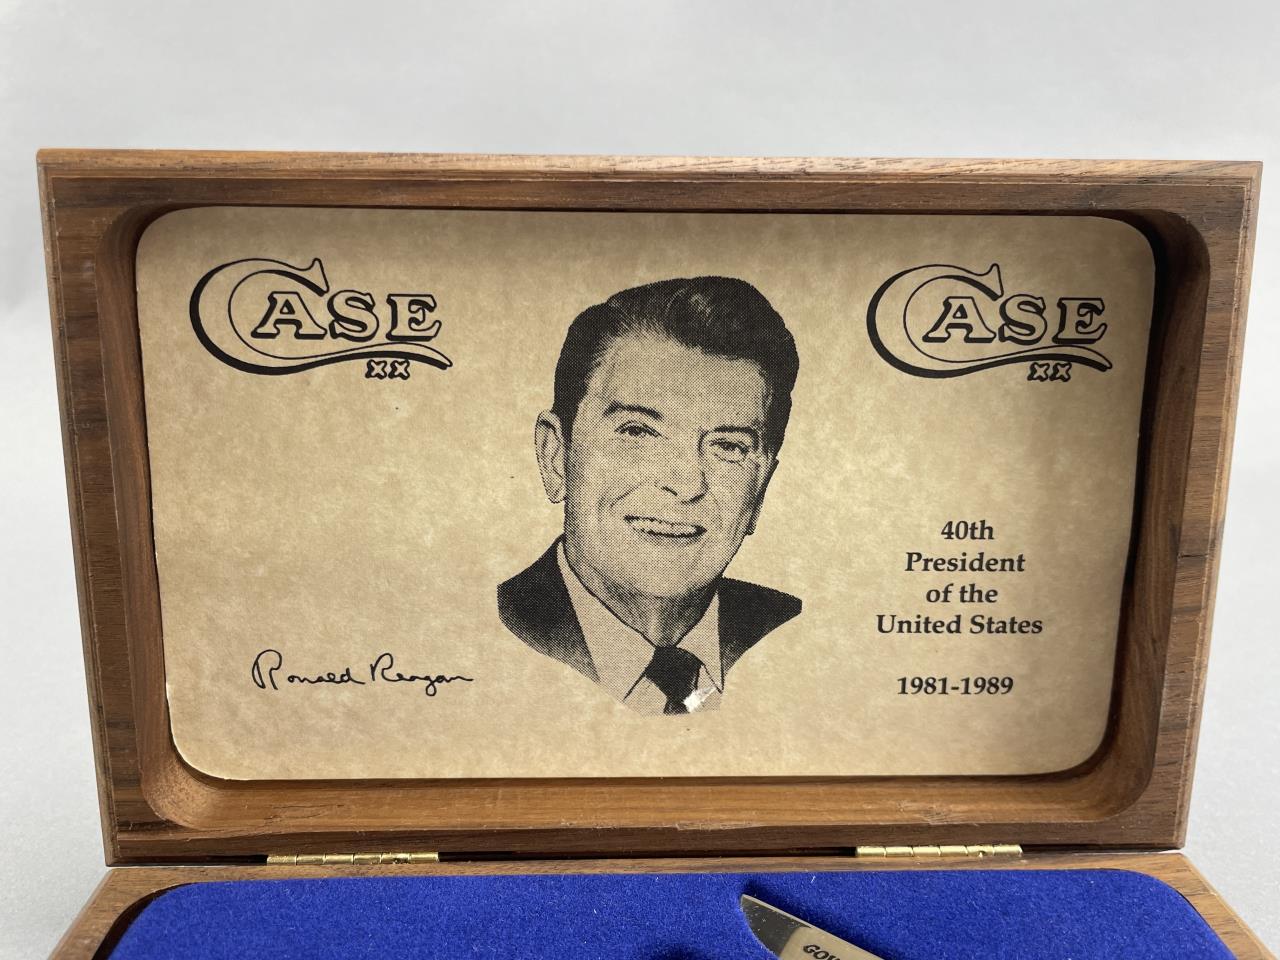 CASE
XX
CASE
XX
40th
President
of the
United States
1981-1989
Ronald Reagan